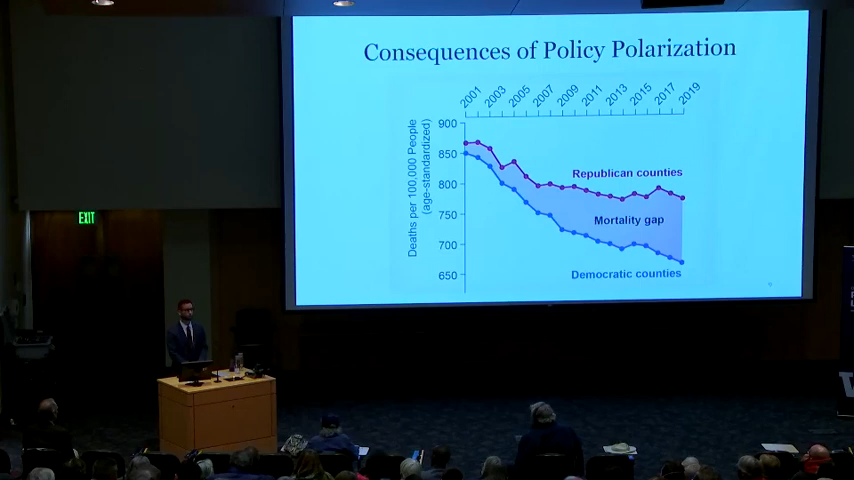 Consequences of Policy Polarization
2001 2003 2005 2007 2009 2011 2013 2015 2017 2019
900
850
800
750
700
650
Deaths per 100,000 People
(age-standardized)
Republican counties
Mortality gap
Democratic counties
EXIT